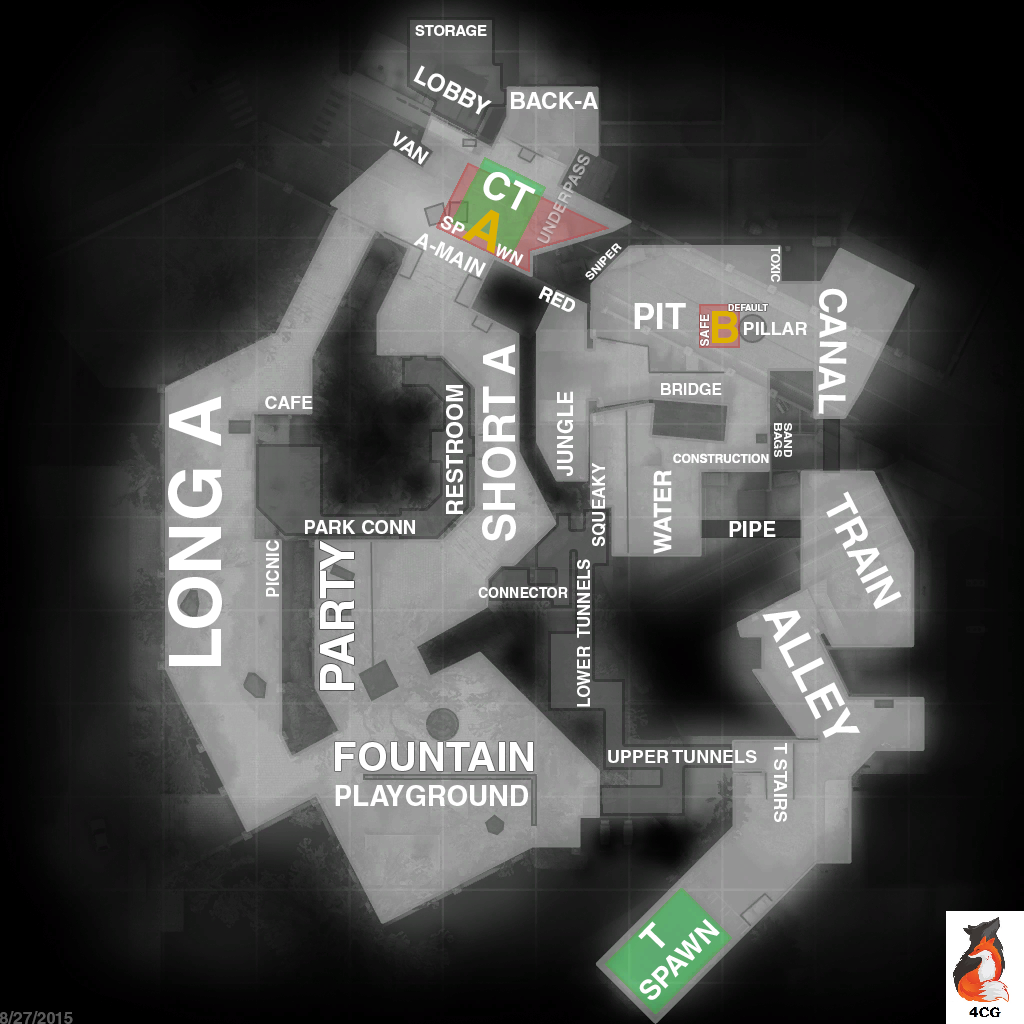 STORAGE
LOBBY
BACK-A
VAN
CT
SPAWN
A
UNDERPASS
A-MAIN
SNIPER
RED
TOXIC
CANAL
PIT
SAFE
B
DEFAULT
PILLAR
BRIDGE
CAFE
LONG A
RESTROOM
SHORT A
JUNGLE
SAND
BAGS
CONSTRUCTION
SQUEAKY
WATER
PIPE
TRAIN
PARK CONN
PICNIC
PARTY
CONNECTOR
LOWER TUNNELS
ALLEY
FOUNTAIN
PLAYGROUND
UPPER TUNNELS
T STAIRS
T
SPAWN
4CG
8/27/2015